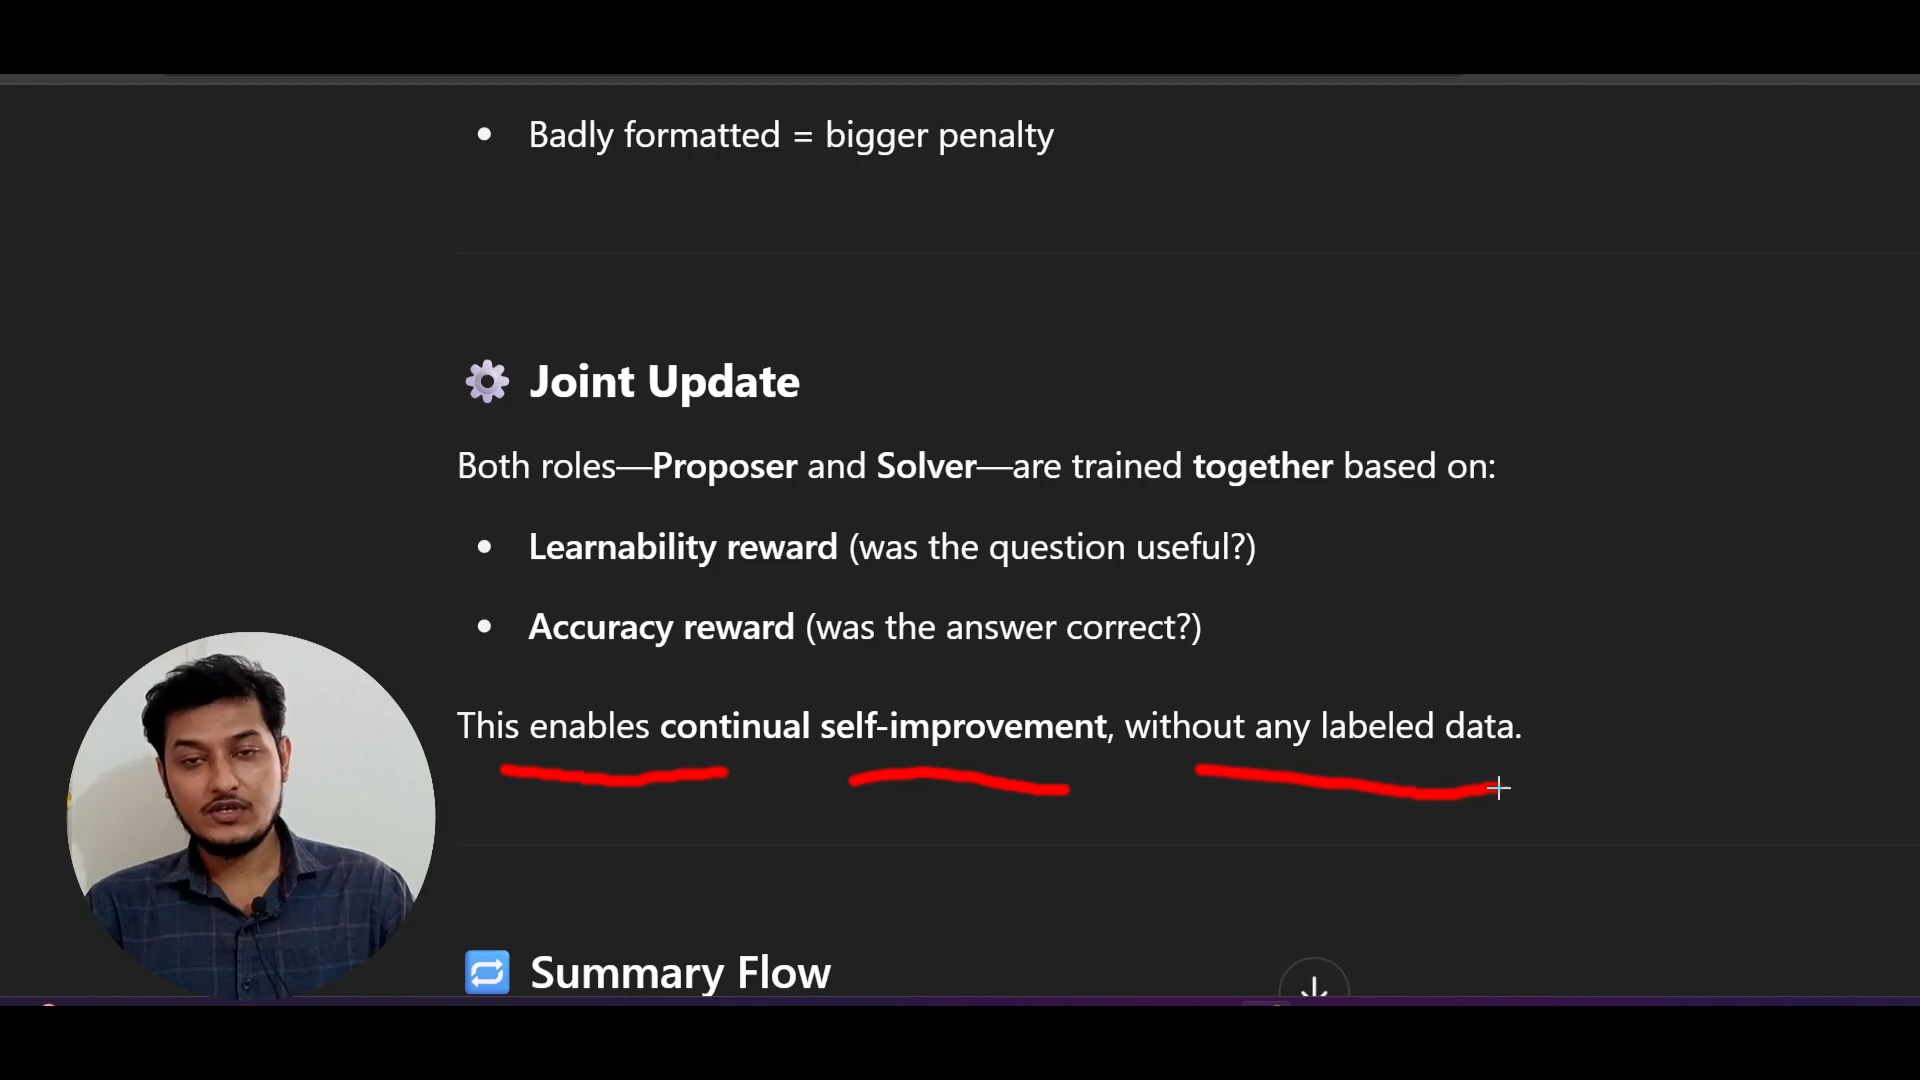 • Badly formatted = bigger penalty
⚙️ Joint Update
Both roles—Proposer and Solver—are trained together based on:
• Learnability reward (was the question useful?)
• Accuracy reward (was the answer correct?)
This enables continual self-improvement, without any labeled data.
🔁 Summary Flow